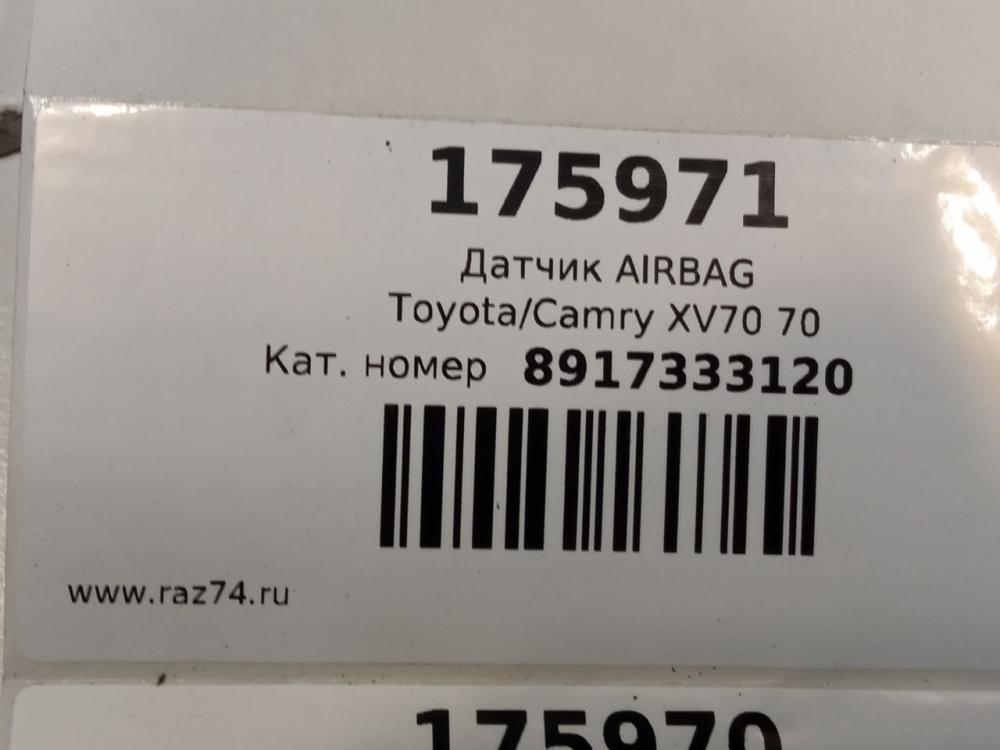 175971
Датчик AIRBAG
Toyota/Camry XV70 70
Кат. номер 8917333120
www.raz74.ru
175970